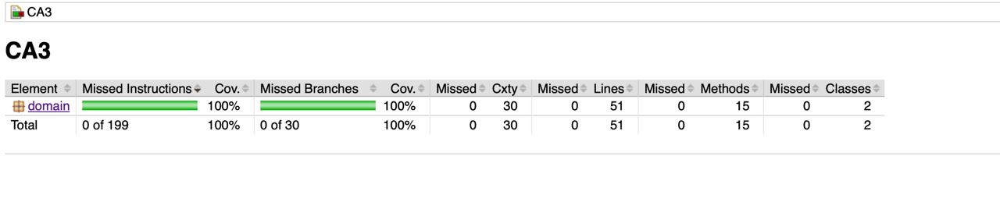 CA3
CA3
Element Missed Instructions Cov. Missed Branches Cov. Missed Cxty Missed Lines Missed Methods Missed Classes
domain 100% 100% 0 30 0 51 0 15 0 2
Total 0 of 199 100% 0 of 30 100% 0 30 0 51 0 15 0 2